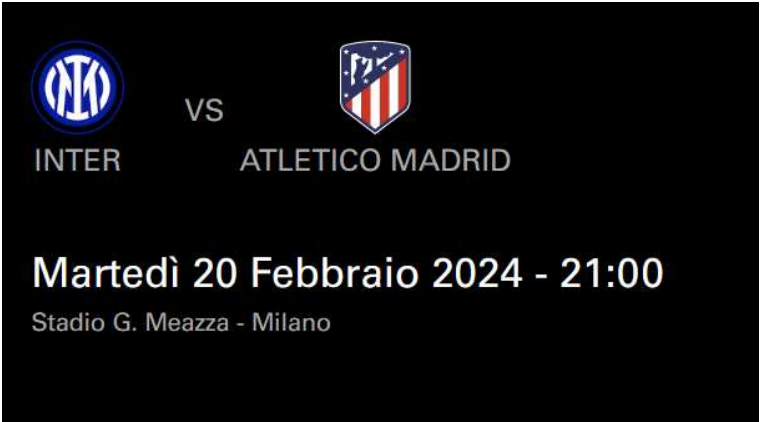 VS
INTER
ATLETICO MADRID
Martedì 20 Febbraio 2024 - 21:00
Stadio G. Meazza - Milano